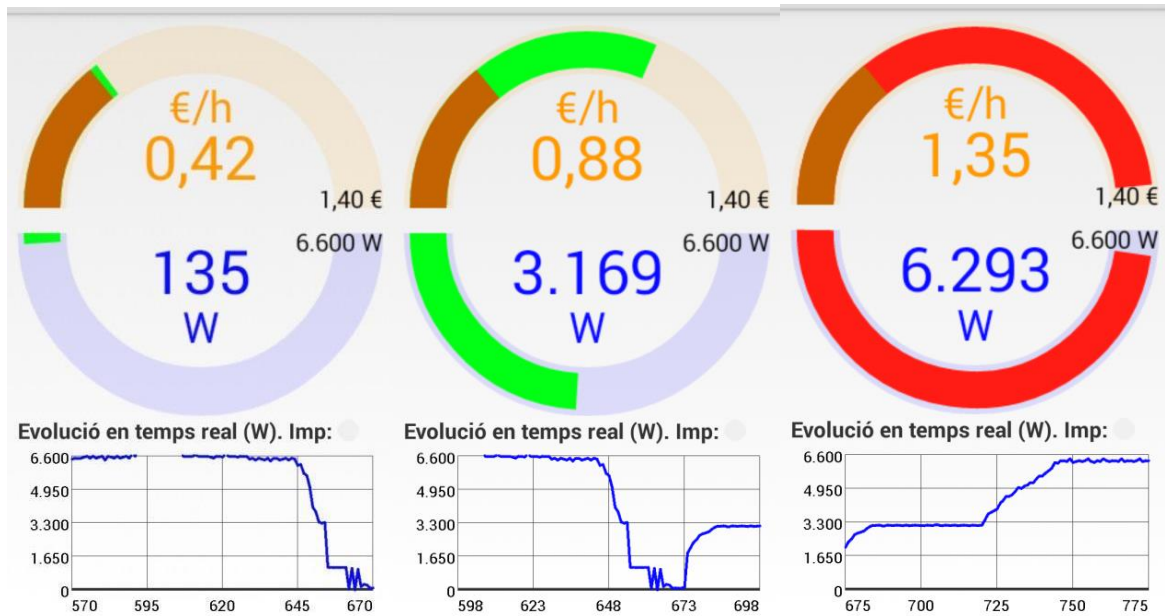 €/h
0,42
1,40 €
6.600 W
135
W
Evolució en temps real (W). Imp:
6.600
4.950
3.300
1.650
0
570 595 620 645 670
€/h
0,88
1,40 €
6.600 W
3.169
W
Evolució en temps real (W). Imp:
6.600
4.950
3.300
1.650
0
598 623 648 673 698
€/h
1,35
1,40 €
6.600 W
6.293
W
Evolució en temps real (W). Imp:
6.600
4.950
3.300
1.650
0
675 700 725 750 775